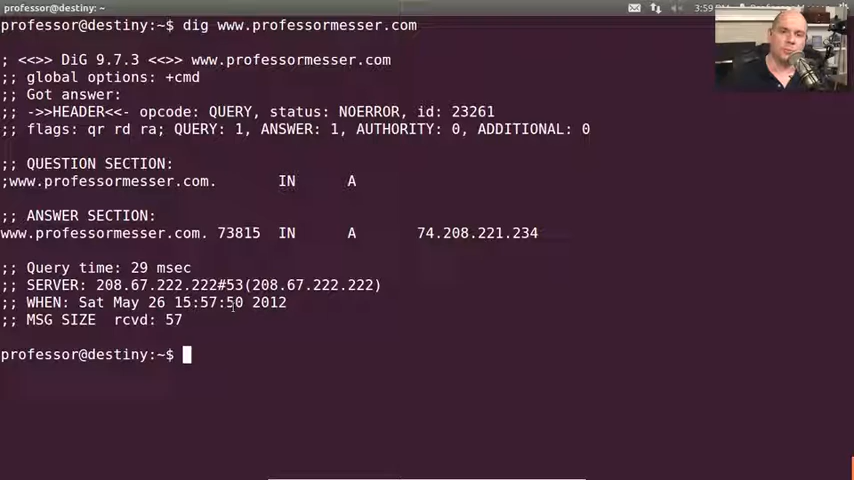 professor@destiny: ~
3:59 PM
professor@destiny:~$ dig www.professormesser.com
; <<>> DiG 9.7.3 <<>> www.professormesser.com
;; global options: +cmd
;; Got answer:
;; ->>HEADER<<- opcode: QUERY, status: NOERROR, id: 23261
;; flags: qr rd ra; QUERY: 1, ANSWER: 1, AUTHORITY: 0, ADDITIONAL: 0
;; QUESTION SECTION:
;www.professormesser.com. IN A
;; ANSWER SECTION:
www.professormesser.com. 73815 IN A 74.208.221.234
;; Query time: 29 msec
;; SERVER: 208.67.222.222#53(208.67.222.222)
;; WHEN: Sat May 26 15:57:50 2012
;; MSG SIZE rcvd: 57
professor@destiny:~$